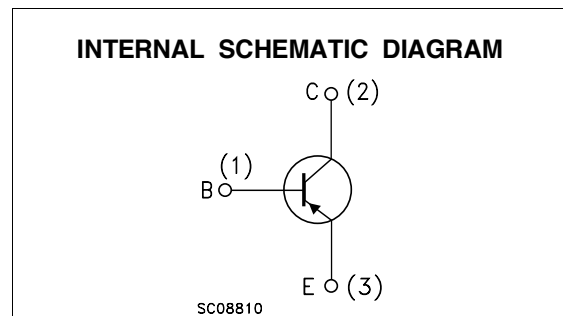 INTERNAL SCHEMATIC DIAGRAM
C (2)
(1)
B
E (3)
SC08810